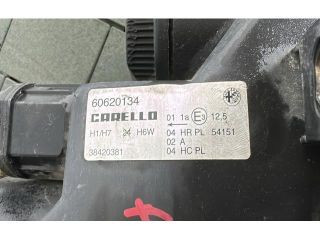 60620134
CARELLO
H1/H7 24 H6W
38420381
01 1a E3 12,5
04 HR PL 54151
02 A
04 HC PL